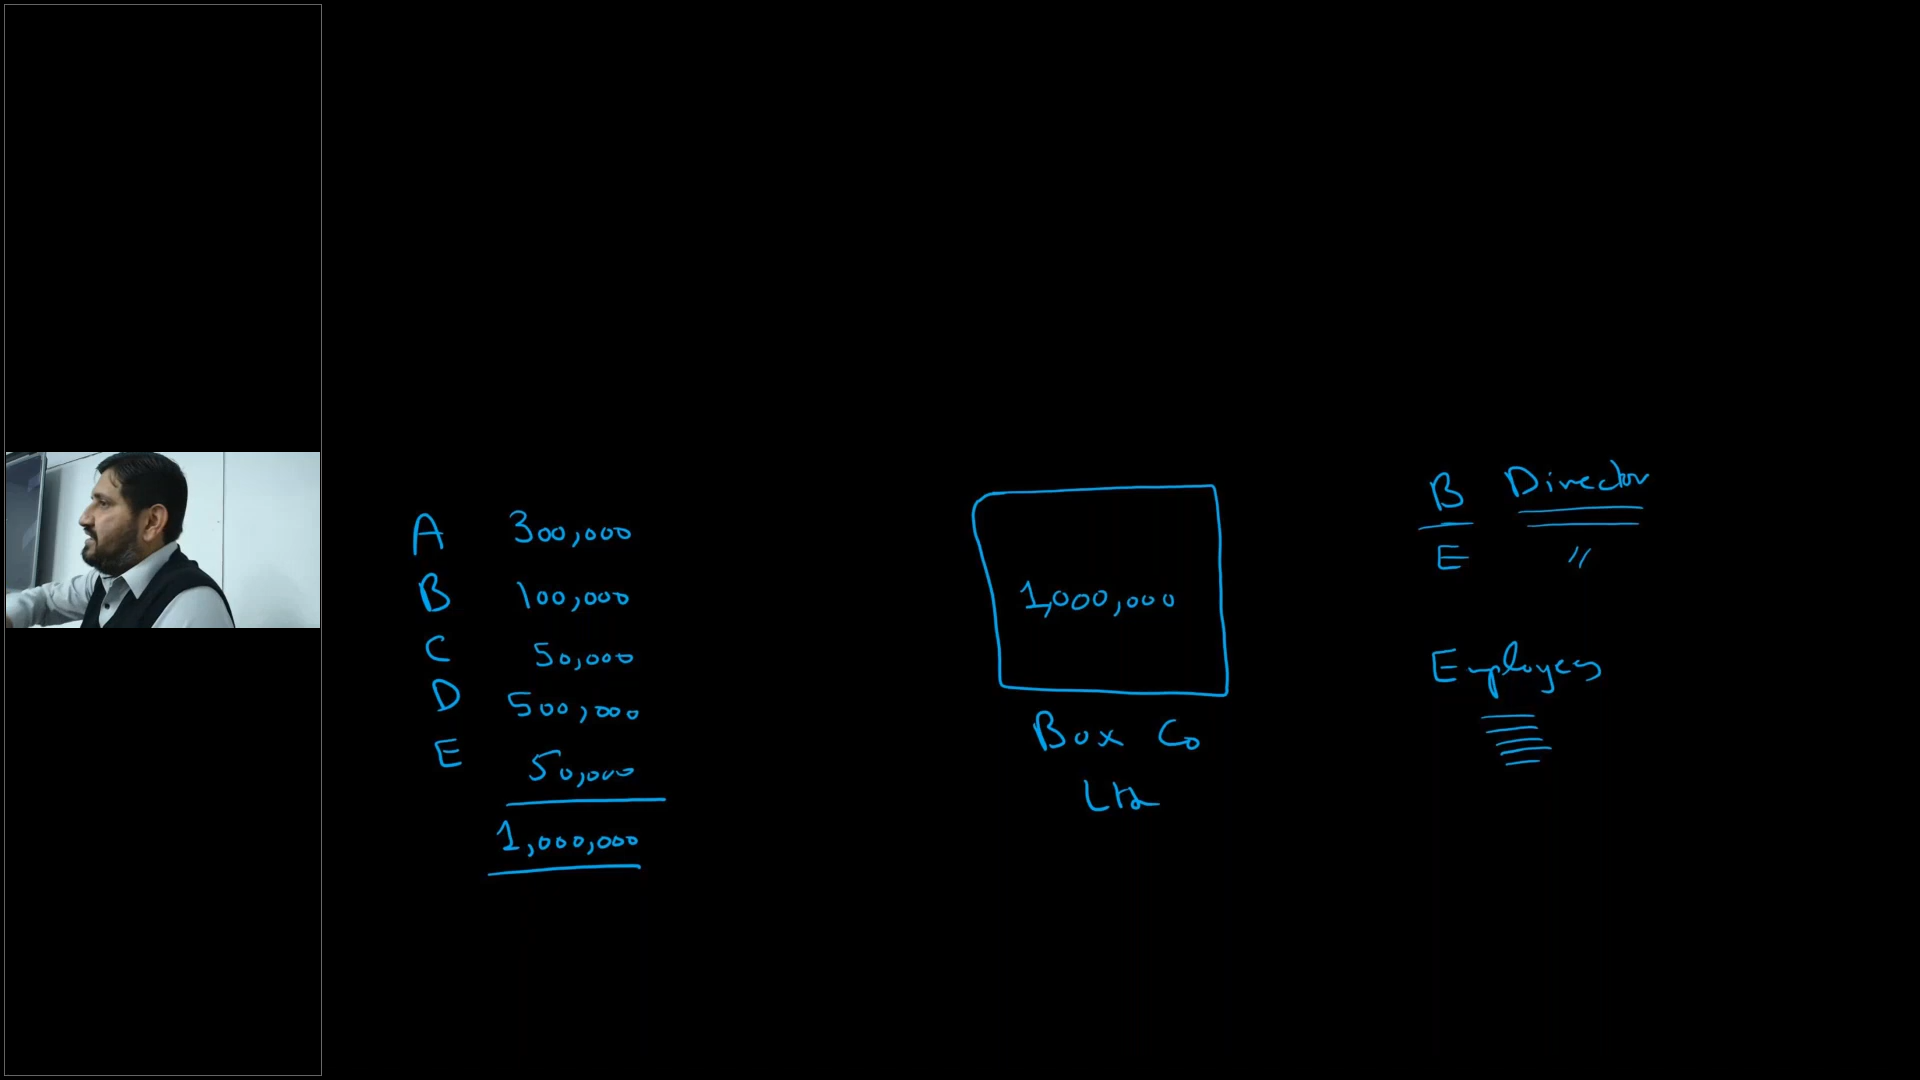 A 300,000
B 100,000
C 50,000
D 500,000
E 50,000
1,000,000
1,000,000
Box Co
Ltd
B Director
E "
Employees